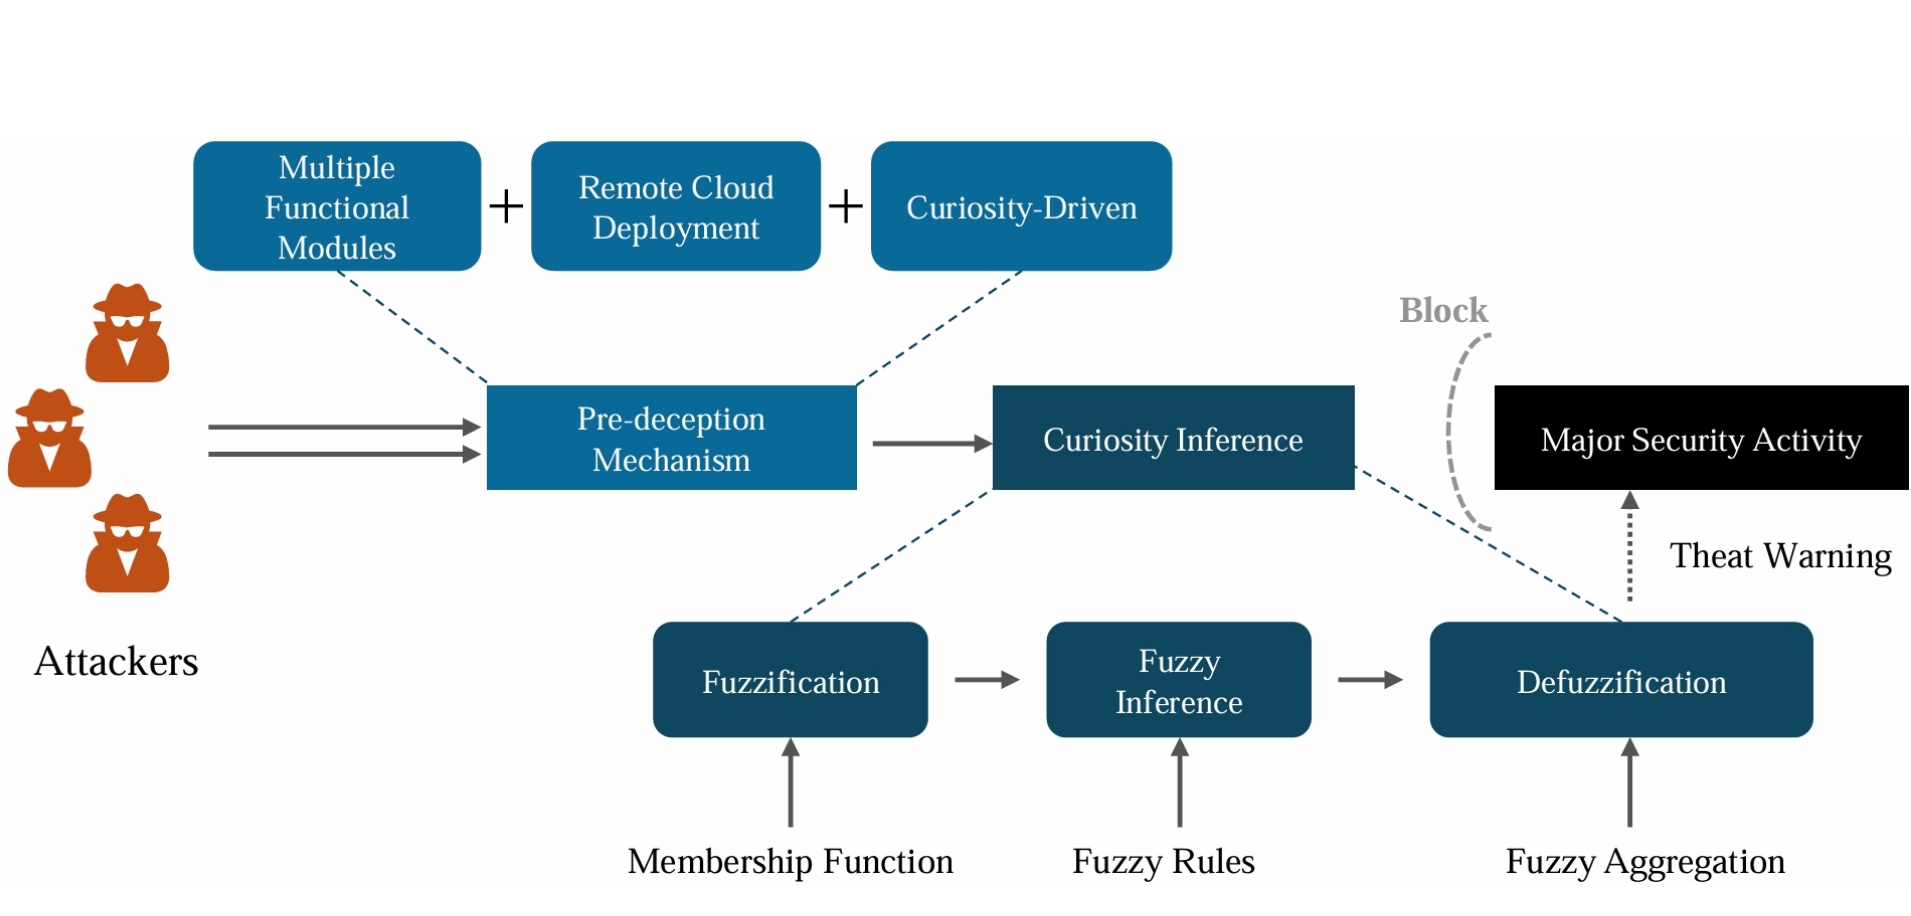 Multiple
Functional
Modules
+
Remote Cloud
Deployment
+
Curiosity-Driven
Block
Pre-deception
Mechanism
Curiosity Inference
Major Security Activity
Theat Warning
Attackers
Fuzzification
Fuzzy
Inference
Defuzzification
Membership Function
Fuzzy Rules
Fuzzy Aggregation